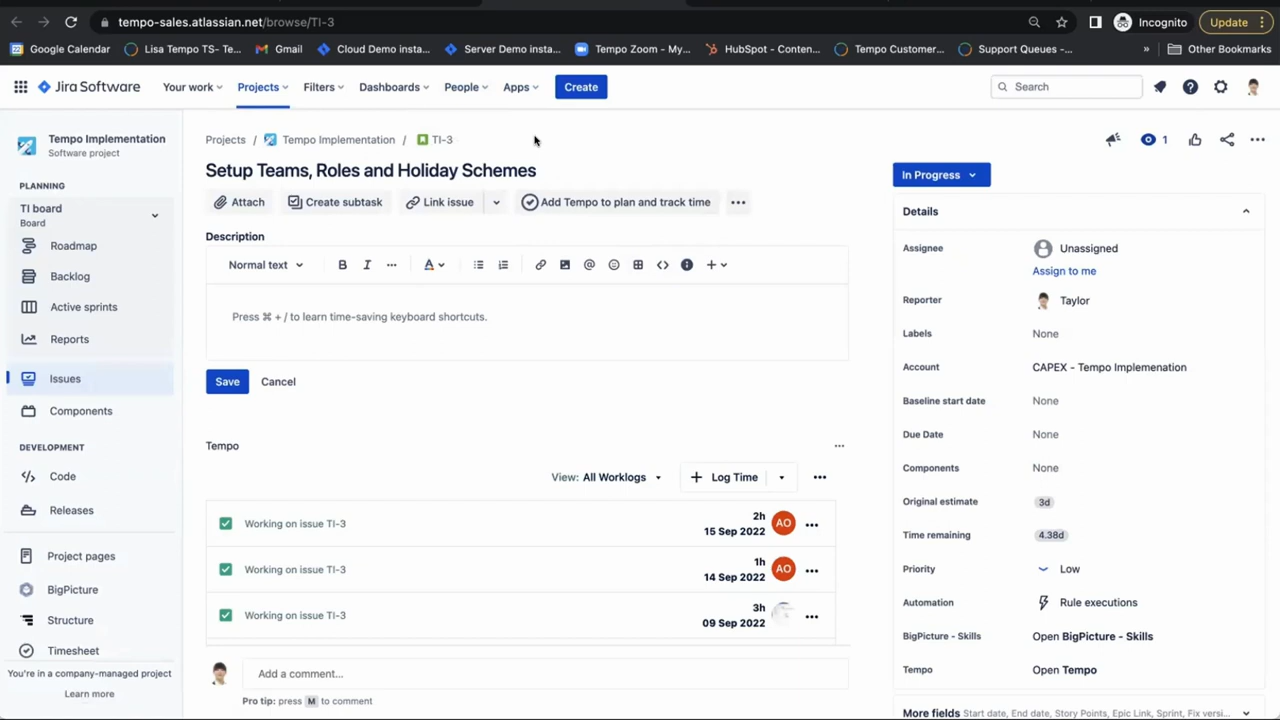 tempo-sales.atlassian.net/browse/TI-3
Incognito
Update
Google Calendar
Lisa Tempo TS- Te...
Gmail
Cloud Demo insta...
Server Demo insta...
Tempo Zoom - My...
HubSpot - Conten...
Tempo Customer...
Support Queues -...
»
Other Bookmarks
Jira Software
Your work
Projects
Filters
Dashboards
People
Apps
Create
Search
Tempo Implementation
Software project
PLANNING
TI board
Board
Roadmap
Backlog
Active sprints
Reports
Issues
Components
DEVELOPMENT
Code
Releases
Project pages
BigPicture
Structure
Timesheet
You're in a company-managed project
Learn more
Projects / Tempo Implementation / TI-3
Setup Teams, Roles and Holiday Schemes
Attach
Create subtask
Link issue
Add Tempo to plan and track time
Description
Normal text
B
I
A
Press ⌘ + / to learn time-saving keyboard shortcuts.
Save
Cancel
Tempo
View: All Worklogs
+ Log Time
Working on issue TI-3
2h
15 Sep 2022
AO
Working on issue TI-3
1h
14 Sep 2022
AO
Working on issue TI-3
3h
09 Sep 2022
Add a comment...
Pro tip: press M to comment
1
In Progress
Details
Assignee
Unassigned
Assign to me
Reporter
Taylor
Labels
None
Account
CAPEX - Tempo Implemenation
Baseline start date
None
Due Date
None
Components
None
Original estimate
3d
Time remaining
4.38d
Priority
Low
Automation
Rule executions
BigPicture - Skills
Open BigPicture - Skills
Tempo
Open Tempo
More fields Start date, End date, Story Points, Epic Link, Sprint, Fix versi...